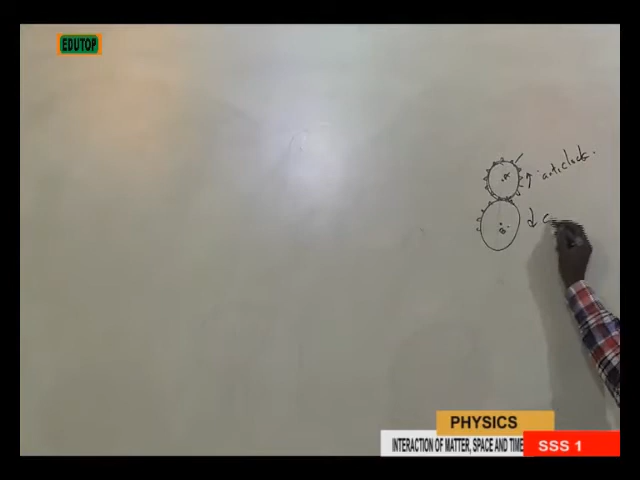 EDUTOP
A
anticlock.
B
C
PHYSICS
INTERACTION OF MATTER, SPACE AND TIME
SSS 1